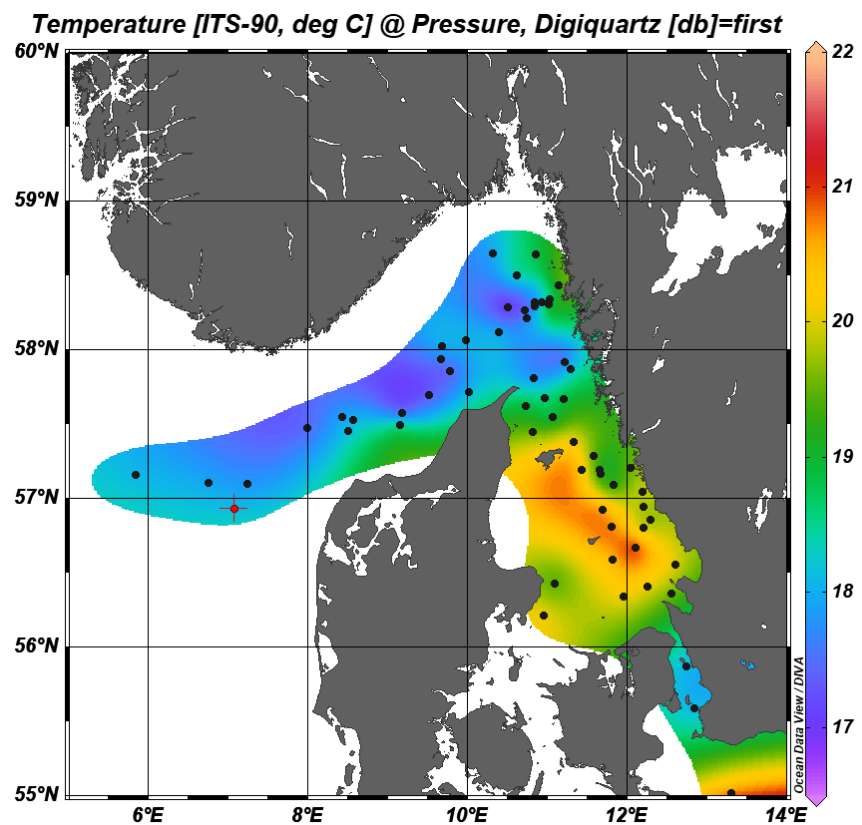 Temperature [ITS-90, deg C] @ Pressure, Digiquartz [db]=first
60°N
59°N
58°N
57°N
56°N
55°N
6°E
8°E
10°E
12°E
14°E
22
21
20
19
18
17
Ocean Data View / DIVA